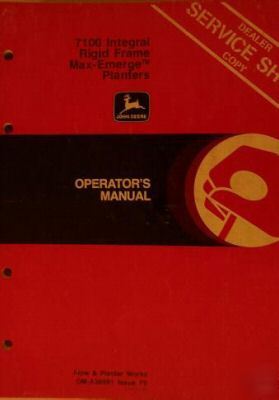 7100 Integral
Rigid Frame
Max-Emerge™
Planters
DEALER
SERVICE SH
COPY
JOHN DEERE
OPERATOR'S
MANUAL
Plow & Planter Works
Issue